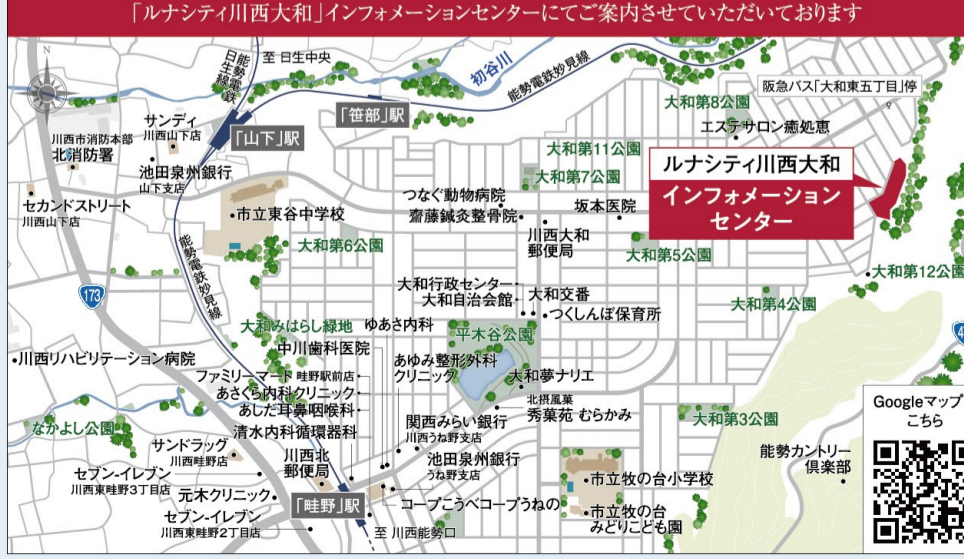 「ルナシティ川西大和」インフォメーションセンターにてご案内させていただいております
N
能勢電鉄
日生線
至 日生中央
初谷川
能勢電鉄妙見線
阪急バス「大和東五丁目」停
大和第8公園
エステサロン癒処恵
川西市消防本部
北消防署
サンディ
川西山下店
「山下」駅
「笹部」駅
池田泉州銀行
山下支店
大和第11公園
大和第7公園
ルナシティ川西大和
インフォメーション
センター
セカンドストリート
川西山下店
市立東谷中学校
つなぐ動物病院
齋藤鍼灸整骨院
坂本医院
川西大和
郵便局
大和第6公園
大和第5公園
能勢電鉄妙見線
大和第12公園
173
大和行政センター
大和自治会館
大和交番
つくしんぼ保育所
大和第4公園
大和みはらし緑地
ゆあさ内科
平木谷公園
川西リハビリテーション病院
中川歯科医院
あゆみ整形外科
クリニック
ファミリーマート 畦野駅前店
大和夢ナリエ
あさくら内科クリニック
北摂風菓
秀菓苑 むらかみ
あしだ耳鼻咽喉科
関西みらい銀行
川西うね野支店
大和第3公園
Googleマップ
こちら
なかよし公園
清水内科循環器科
サンドラッグ
川西畦野店
川西北
郵便局
池田泉州銀行
うね野支店
能勢カントリー
倶楽部
セブン-イレブン
川西東畦野3丁目店
市立牧の台小学校
元木クリニック
「畦野」駅
コープこうべコープうねの
市立牧の台
みどりこども園
セブン-イレブン
川西東畦野2丁目店
至 川西能勢口